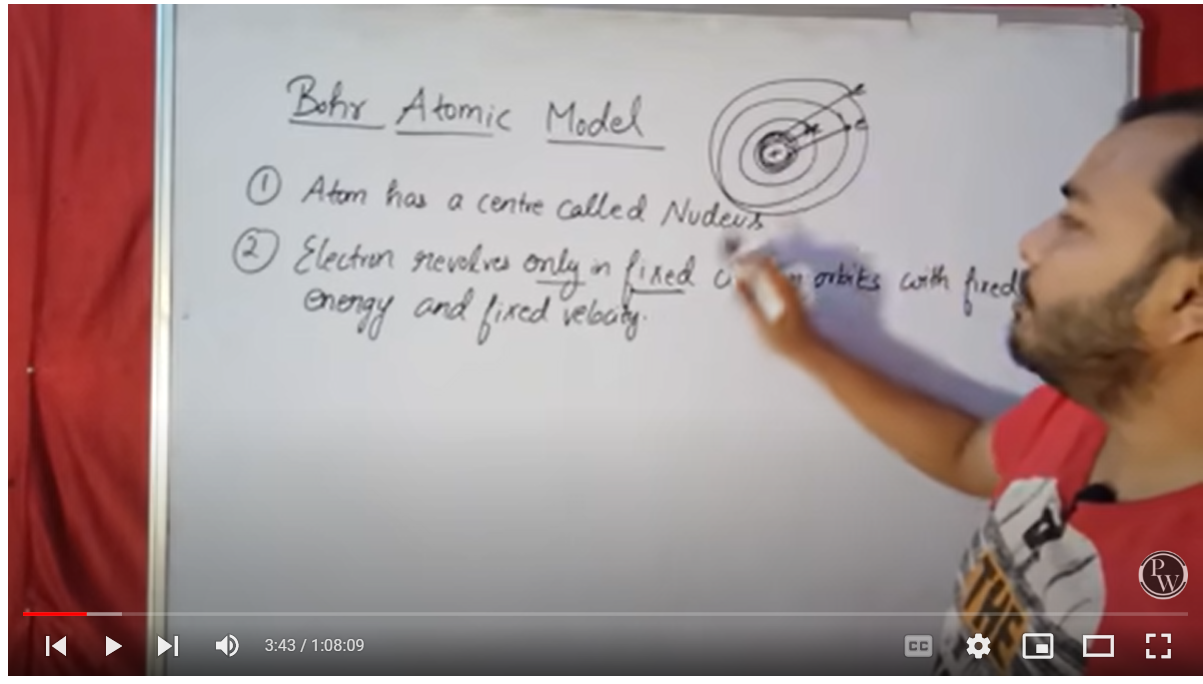 Bohr Atomic Model
e
e
+
① Atom has a centre called Nucleus
② Electron revolves only in fixed orbits with fixed
energy and fixed velocity.
THE
PW
3:43 / 1:08:09
CC